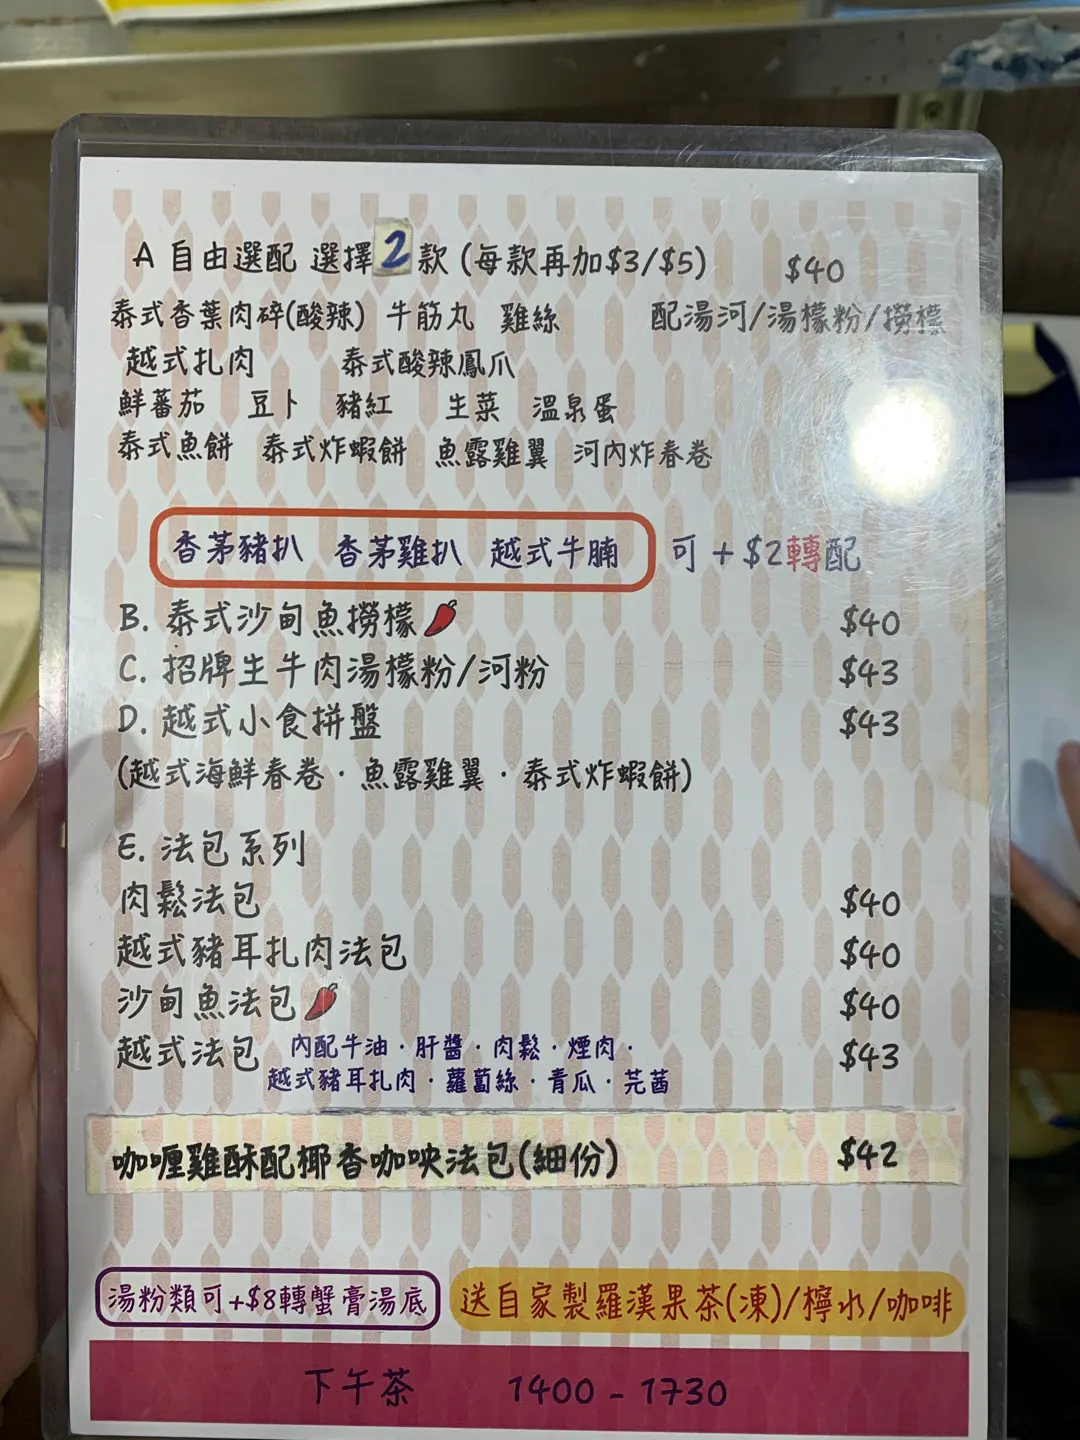 A 自由選配 選擇2款 (每款再加$3/$5) $40
泰式香葉肉碎(酸辣) 牛筋丸 雞絲 配湯河/湯檬粉/撈檬
越式扎肉 泰式酸辣鳳爪
鮮蕃茄 豆卜 豬紅 生菜 溫泉蛋
泰式魚餅 泰式炸蝦餅 魚露雞翼 河內炸春卷
香茅豬扒 香茅雞扒 越式牛腩 可+$2轉配
B. 泰式沙甸魚撈檬 $40
C. 招牌生牛肉湯檬粉/河粉 $43
D. 越式小食拼盤 $43
(越式海鮮春卷·魚露雞翼·泰式炸蝦餅)
E. 法包系列
肉鬆法包 $40
越式豬耳扎肉法包 $40
沙甸魚法包 $40
越式法包 內配牛油·肝醬·肉鬆·煙肉· $43
越式豬耳扎肉·蘿蔔絲·青瓜·芫茜
咖喱雞酥配椰香咖央法包(細份) $42
湯粉類可+$8轉蟹膏湯底 送自家製羅漢果茶(凍)/檸水/咖啡
下午茶 1400 - 1730